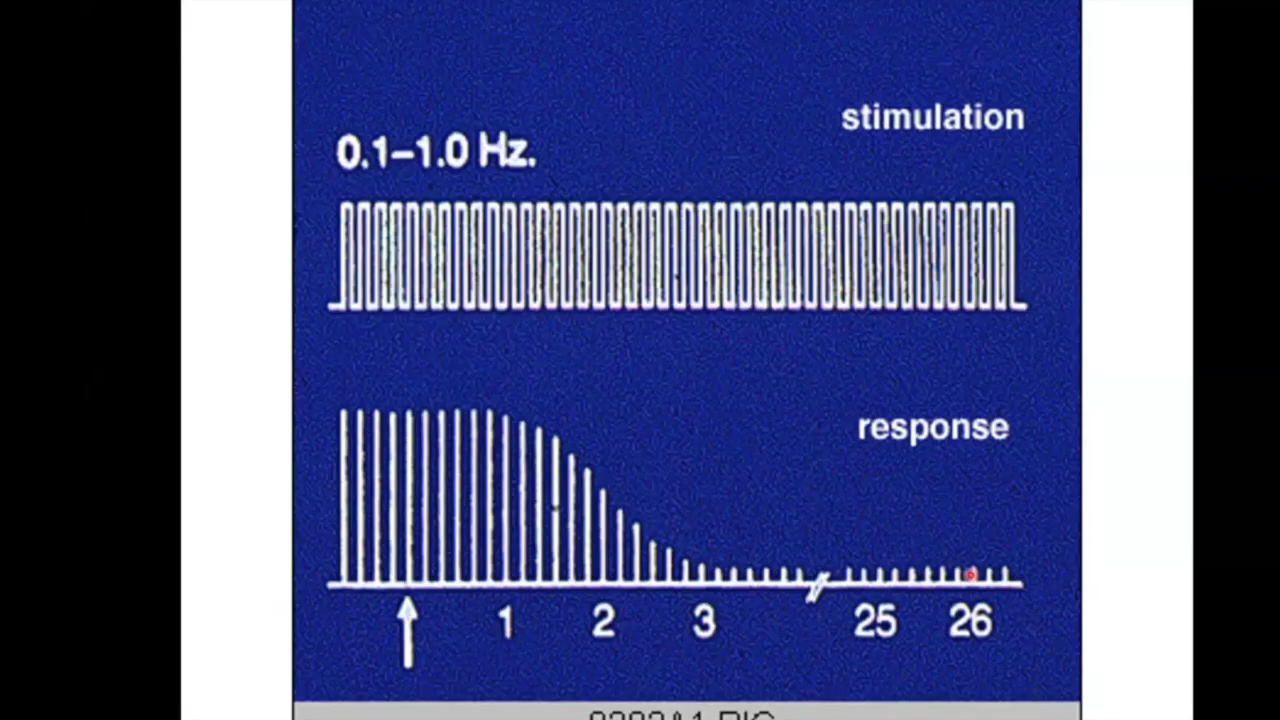 stimulation
0.1–1.0 Hz.
response
1 2 3 25 26